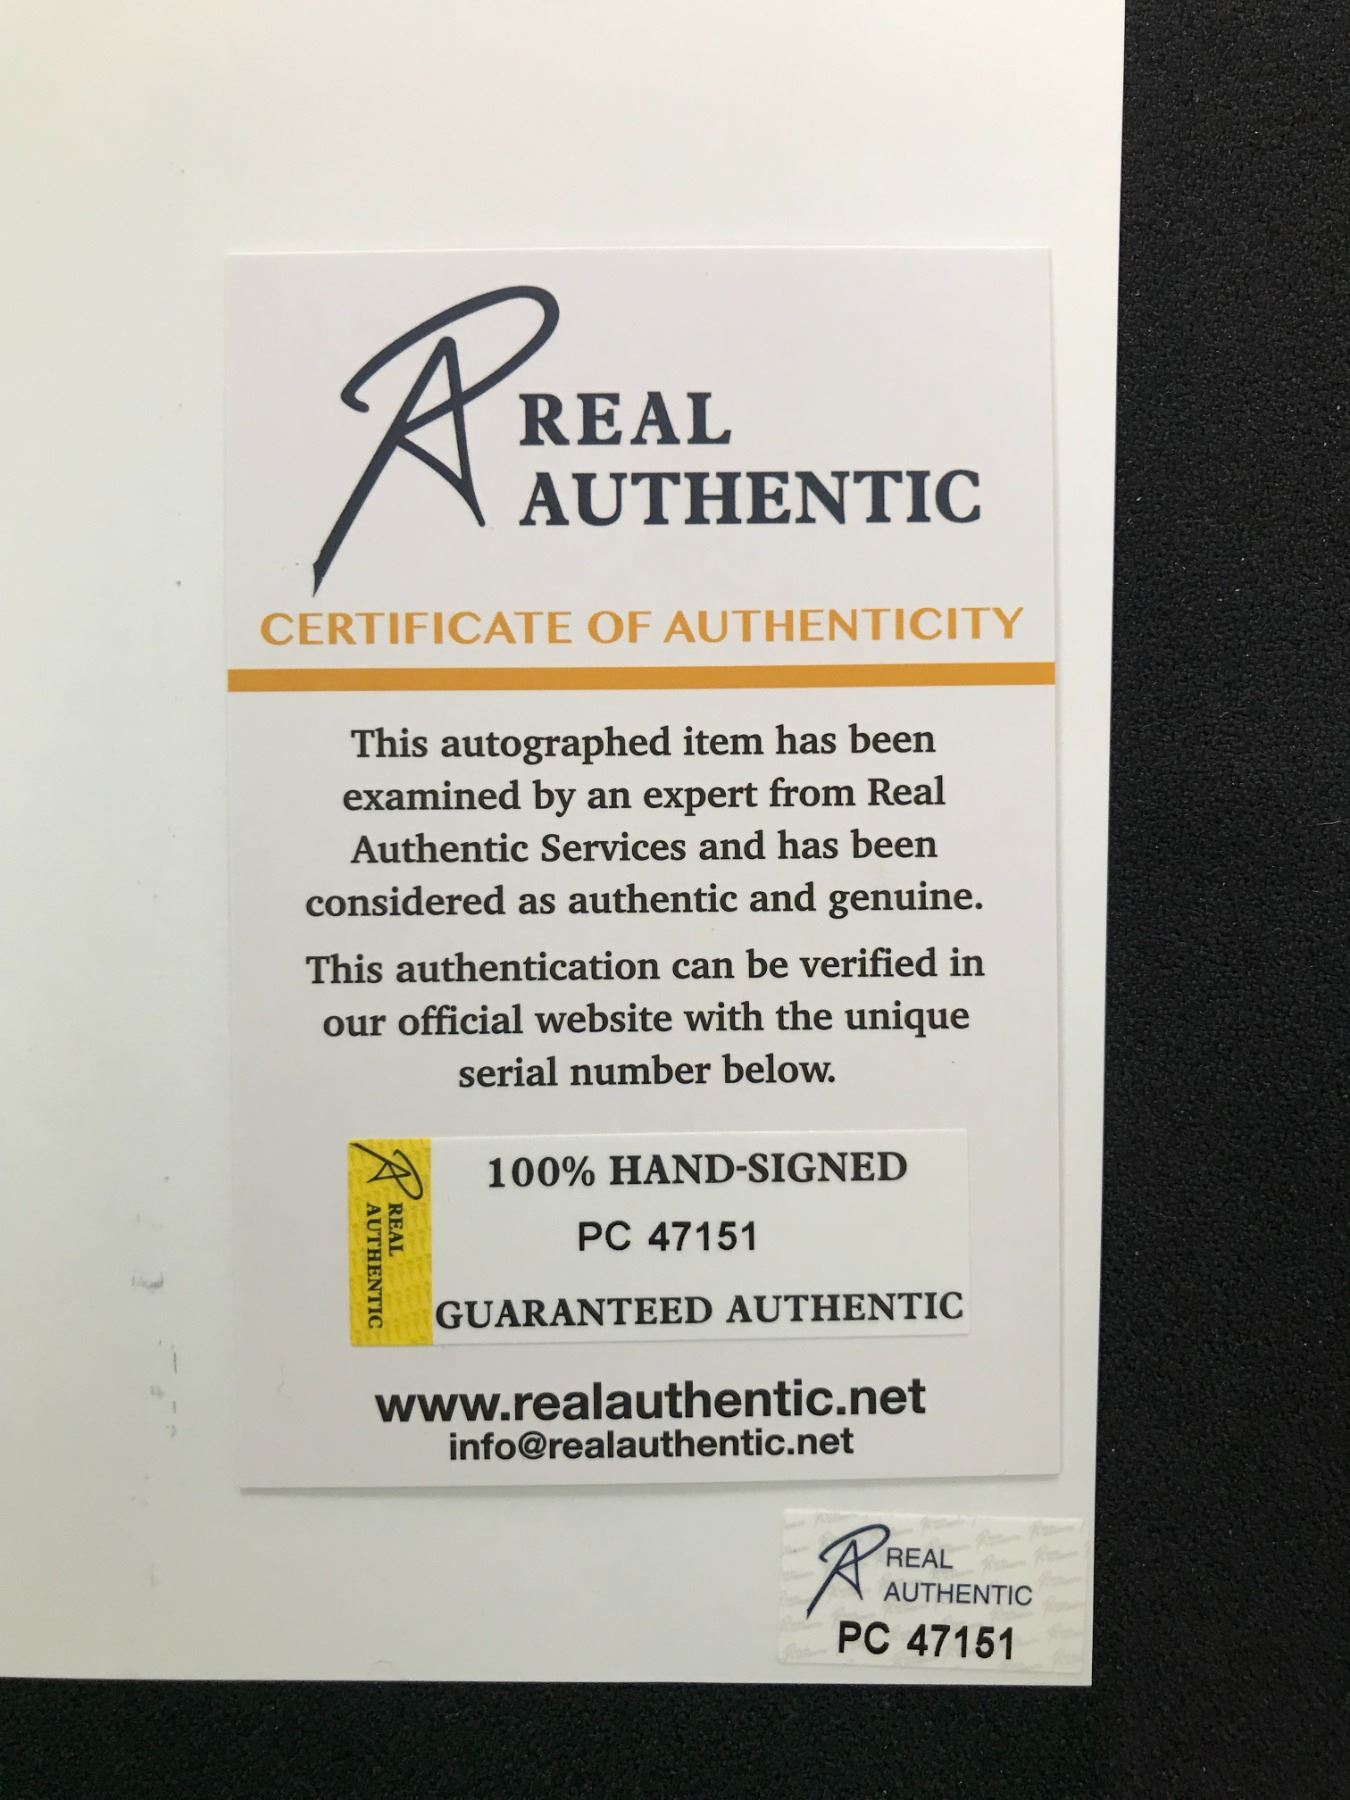 REAL
AUTHENTIC
CERTIFICATE OF AUTHENTICITY
This autographed item has been
examined by an expert from Real
Authentic Services and has been
considered as authentic and genuine.
This authentication can be verified in
our official website with the unique
serial number below.
REAL
AUTHENTIC
100% HAND-SIGNED
PC 47151
GUARANTEED AUTHENTIC
www.realauthentic.net
info@realauthentic.net
REAL
AUTHENTIC
PC 47151